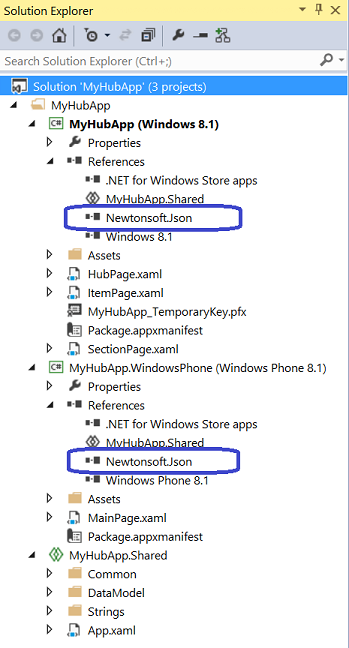 Solution Explorer
Search Solution Explorer (Ctrl+;)
Solution 'MyHubApp' (3 projects)
MyHubApp
C# MyHubApp (Windows 8.1)
Properties
References
.NET for Windows Store apps
MyHubApp.Shared
Newtonsoft.Json
Windows 8.1
Assets
HubPage.xaml
ItemPage.xaml
MyHubApp_TemporaryKey.pfx
Package.appxmanifest
SectionPage.xaml
C# MyHubApp.WindowsPhone (Windows Phone 8.1)
Properties
References
.NET for Windows Store apps
MyHubApp.Shared
Newtonsoft.Json
Windows Phone 8.1
Assets
MainPage.xaml
Package.appxmanifest
MyHubApp.Shared
Common
DataModel
Strings
App.xaml